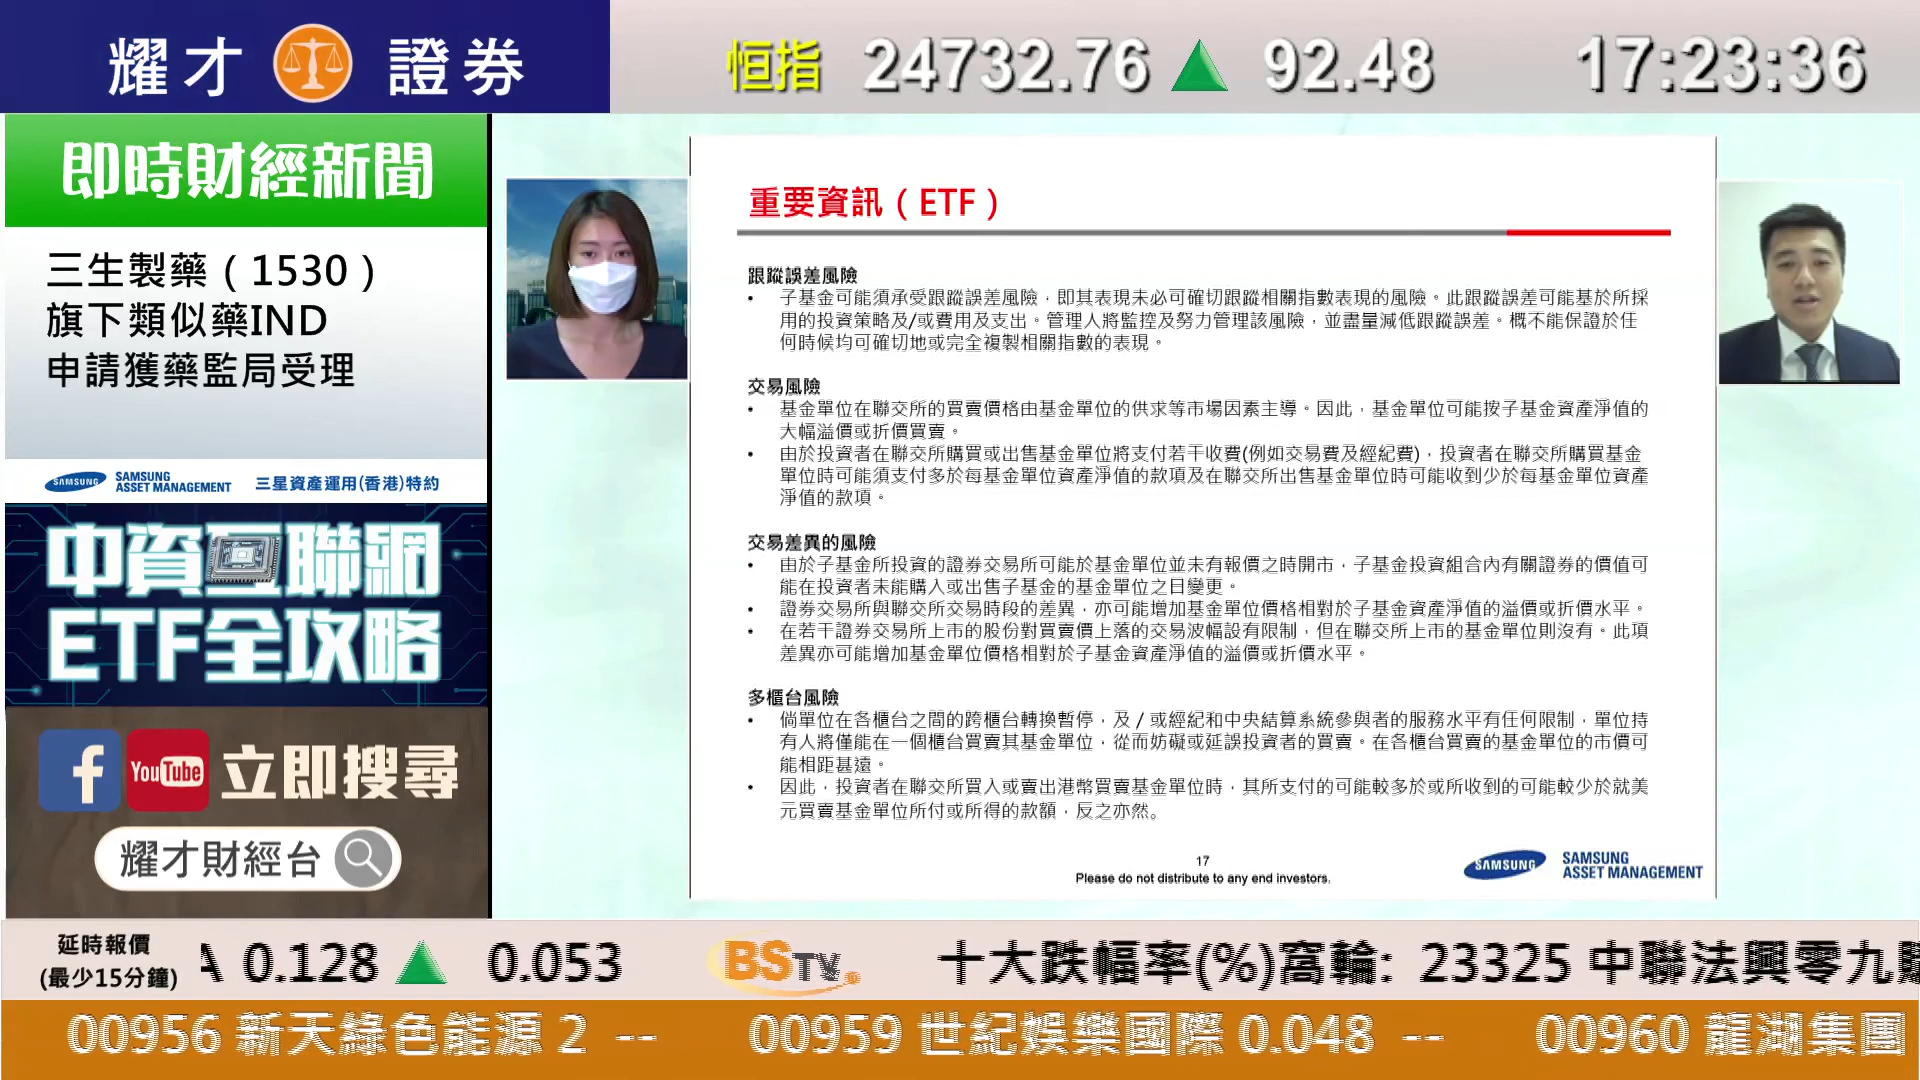 耀才 證券
恒指 24732.76 ▲ 92.48 17:23:36
即時財經新聞
三生製藥（1530）
旗下類似藥IND
申請獲藥監局受理
SAMSUNG SAMSUNG ASSET MANAGEMENT 三星資產運用(香港)特約
中資互聯網
ETF全攻略
f YouTube 立即搜尋
耀才財經台
重要資訊（ETF）
跟蹤誤差風險
• 子基金可能須承受跟蹤誤差風險，即其表現未必可確切跟蹤相關指數表現的風險。此跟蹤誤差可能基於所採
用的投資策略及/或費用及支出。管理人將監控及努力管理該風險，並盡量減低跟蹤誤差。概不能保證於任
何時候均可確切地或完全複製相關指數的表現。
交易風險
• 基金單位在聯交所的買賣價格由基金單位的供求等市場因素主導。因此，基金單位可能按子基金資產淨值的
大幅溢價或折價買賣。
• 由於投資者在聯交所購買或出售基金單位將支付若干收費(例如交易費及經紀費)，投資者在聯交所購買基金
單位時可能須支付多於每基金單位資產淨值的款項及在聯交所出售基金單位時可能收到少於每基金單位資產
淨值的款項。
交易差異的風險
• 由於子基金所投資的證券交易所可能於基金單位並未有報價之時開市，子基金投資組合內有關證券的價值可
能在投資者未能購入或出售子基金的基金單位之日變更。
• 證券交易所與聯交所交易時段的差異，亦可能增加基金單位價格相對於子基金資產淨值的溢價或折價水平。
• 在若干證券交易所上市的股份對買賣價上落的交易波幅設有限制，但在聯交所上市的基金單位則沒有。此項
差異亦可能增加基金單位價格相對於子基金資產淨值的溢價或折價水平。
多櫃台風險
• 倘單位在各櫃台之間的跨櫃台轉換暫停，及 / 或經紀和中央結算系統參與者的服務水平有任何限制，單位持
有人將僅能在一個櫃台買賣其基金單位，從而妨礙或延誤投資者的買賣。在各櫃台買賣的基金單位的市價可
能相距甚遠。
• 因此，投資者在聯交所買入或賣出港幣買賣基金單位時，其所支付的可能較多於或所收到的可能較少於就美
元買賣基金單位所付或所得的款額，反之亦然。
17
Please do not distribute to any end investors.
SAMSUNG SAMSUNG ASSET MANAGEMENT
延時報價
(最少15分鐘)
0.128 ▲ 0.053 BSTV 十大跌幅率(%)窩輪: 23325 中聯法興零九
00956 新天綠色能源 2 -- 00959 世紀娛樂國際 0.048 -- 00960 龍湖集團